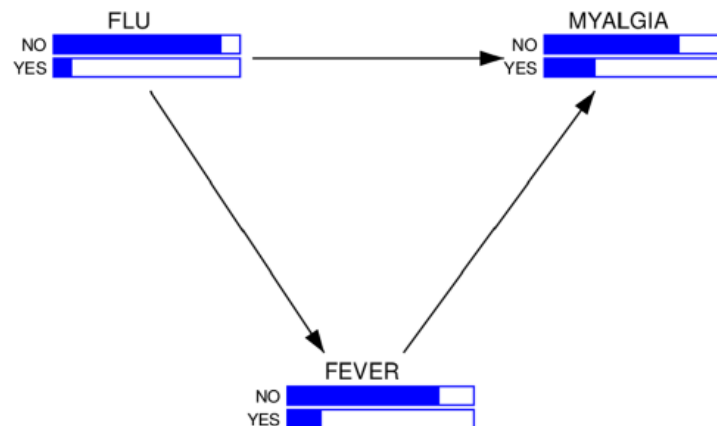 FLU
NO
YES
MYALGIA
NO
YES
FEVER
NO
YES